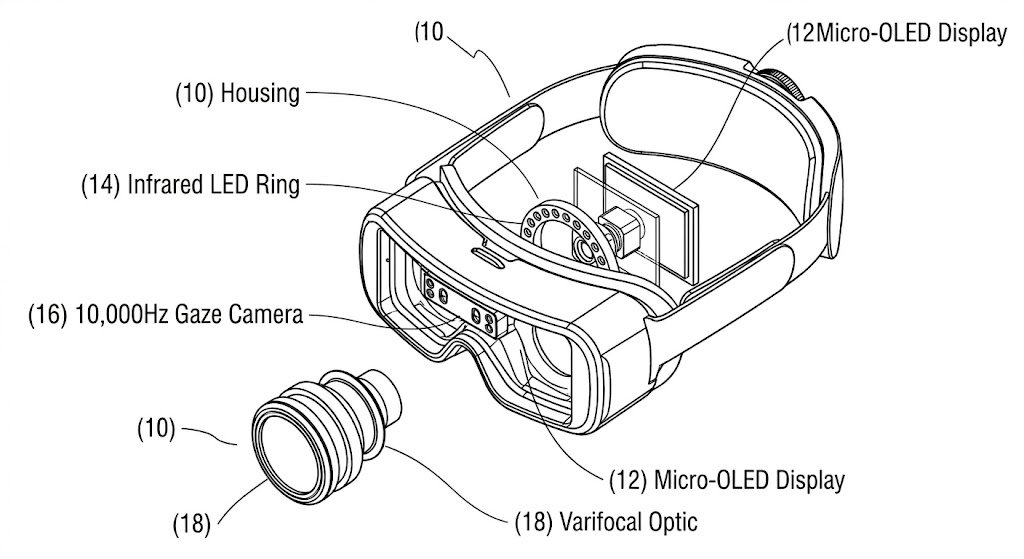 (10
(12Micro-OLED Display
(10) Housing
(14) Infrared LED Ring
(16) 10,000Hz Gaze Camera
(10)
(12) Micro-OLED Display
(18)
(18) Varifocal Optic